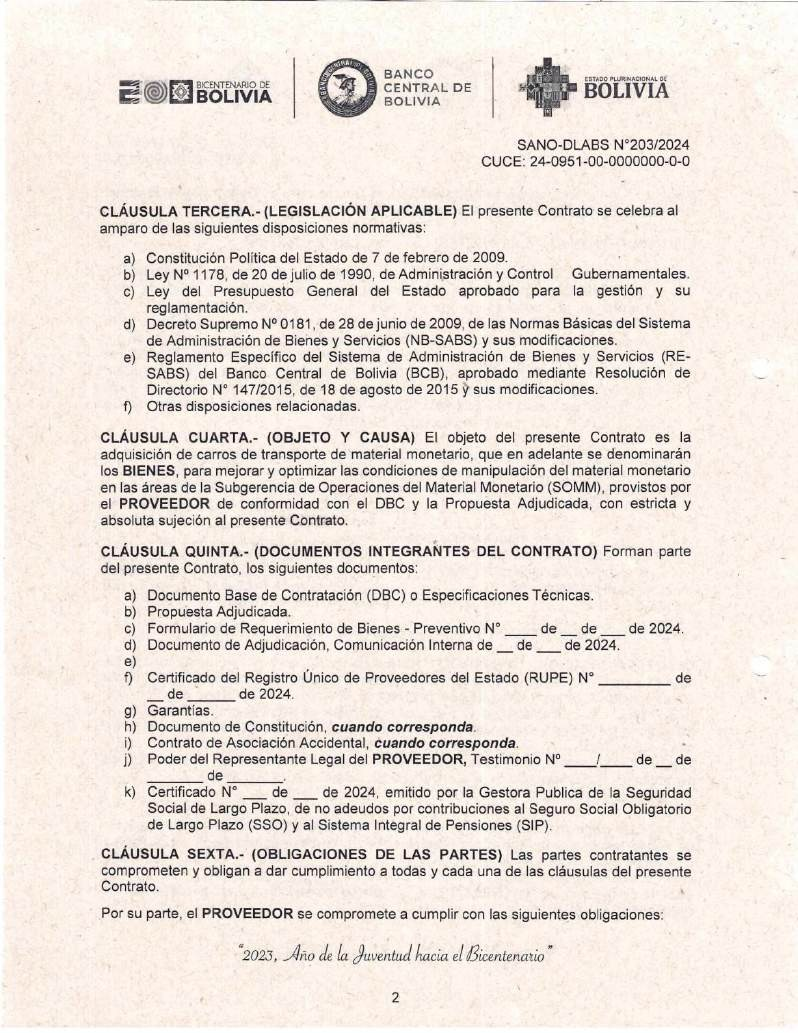 BICENTENARIO DE
BOLIVIA
BANCO
CENTRAL DE
BOLIVIA
ESTADO PLURINACIONAL DE
BOLIVIA
SANO-DLABS N°203/2024
CUCE: 24-0951-00-0000000-0-0
CLÁUSULA TERCERA.- (LEGISLACIÓN APLICABLE) El presente Contrato se celebra al
amparo de las siguientes disposiciones normativas:
a) Constitución Política del Estado de 7 de febrero de 2009.
b) Ley Nº 1178, de 20 de julio de 1990, de Administración y Control Gubernamentales.
c) Ley del Presupuesto General del Estado aprobado para la gestión y su
reglamentación.
d) Decreto Supremo Nº 0181, de 28 de junio de 2009, de las Normas Básicas del Sistema
de Administración de Bienes y Servicios (NB-SABS) y sus modificaciones.
e) Reglamento Específico del Sistema de Administración de Bienes y Servicios (RE-
SABS) del Banco Central de Bolivia (BCB), aprobado mediante Resolución de
Directorio N° 147/2015, de 18 de agosto de 2015 y sus modificaciones.
f) Otras disposiciones relacionadas.
CLÁUSULA CUARTA.- (OBJETO Y CAUSA) El objeto del presente Contrato es la
adquisición de carros de transporte de material monetario, que en adelante se denominarán
los BIENES, para mejorar y optimizar las condiciones de manipulación del material monetario
en las áreas de la Subgerencia de Operaciones del Material Monetario (SOMM), provistos por
el PROVEEDOR de conformidad con el DBC y la Propuesta Adjudicada, con estricta y
absoluta sujeción al presente Contrato.
CLÁUSULA QUINTA.- (DOCUMENTOS INTEGRANTES DEL CONTRATO) Forman parte
del presente Contrato, los siguientes documentos:
a) Documento Base de Contratación (DBC) o Especificaciones Técnicas.
b) Propuesta Adjudicada.
c) Formulario de Requerimiento de Bienes - Preventivo N° ____ de __ de ___ de 2024.
d) Documento de Adjudicación, Comunicación Interna de __ de ___ de 2024.
e)
f) Certificado del Registro Único de Proveedores del Estado (RUPE) N° _________ de
__ de ______ de 2024.
g) Garantías.
h) Documento de Constitución, cuando corresponda.
i) Contrato de Asociación Accidental, cuando corresponda.
j) Poder del Representante Legal del PROVEEDOR, Testimonio Nº ____/____ de __ de
_______ de _______.
k) Certificado N° ___ de ___ de 2024, emitido por la Gestora Publica de la Seguridad
Social de Largo Plazo, de no adeudos por contribuciones al Seguro Social Obligatorio
de Largo Plazo (SSO) y al Sistema Integral de Pensiones (SIP).
CLÁUSULA SEXTA.- (OBLIGACIONES DE LAS PARTES) Las partes contratantes se
comprometen y obligan a dar cumplimiento a todas y cada una de las cláusulas del presente
Contrato.
Por su parte, el PROVEEDOR se compromete a cumplir con las siguientes obligaciones:
"2023, Año de la Juventud hacia el Bicentenario"
2